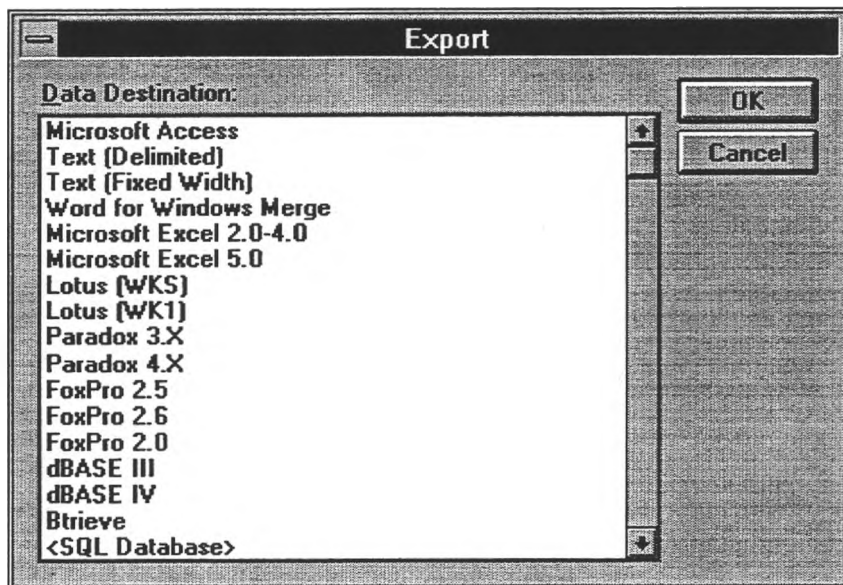 Export
Data Destination:
Microsoft Access
Text (Delimited)
Text (Fixed Width)
Word for Windows Merge
Microsoft Excel 2.0-4.0
Microsoft Excel 5.0
Lotus (WKS)
Lotus (WK1)
Paradox 3.X
Paradox 4.X
FoxPro 2.5
FoxPro 2.6
FoxPro 2.0
dBASE III
dBASE IV
Btrieve
<SQL Database>
OK
Cancel